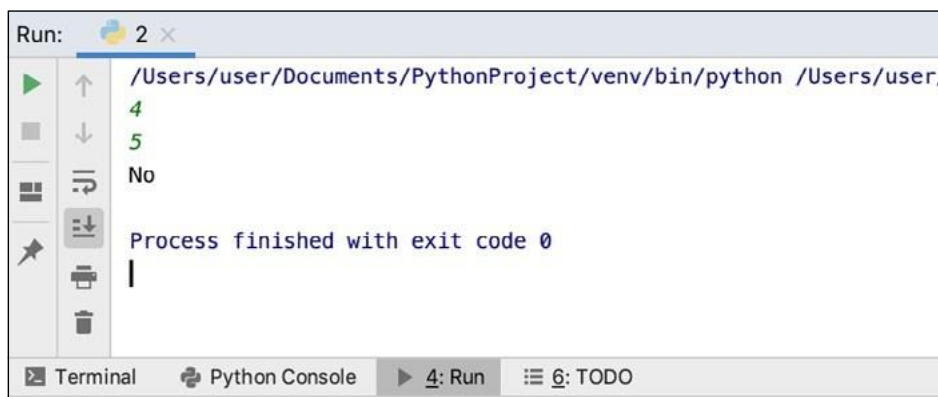 Run: 2
/Users/user/Documents/PythonProject/venv/bin/python /Users/user/
4
5
No
Process finished with exit code 0
Terminal Python Console 4: Run 6: TODO